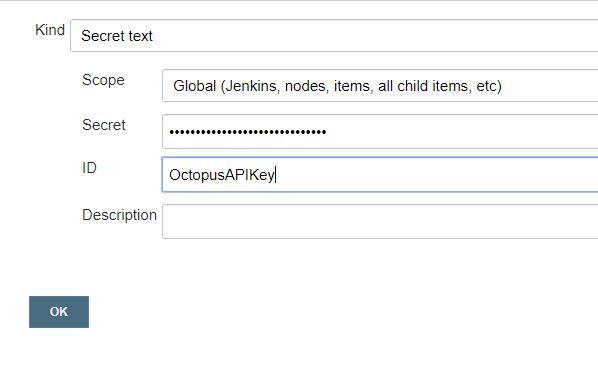 Kind Secret text
Scope Global (Jenkins, nodes, items, all child items, etc)
Secret ••••••••••••••••••••••••••••••
ID OctopusAPIKey
Description
OK